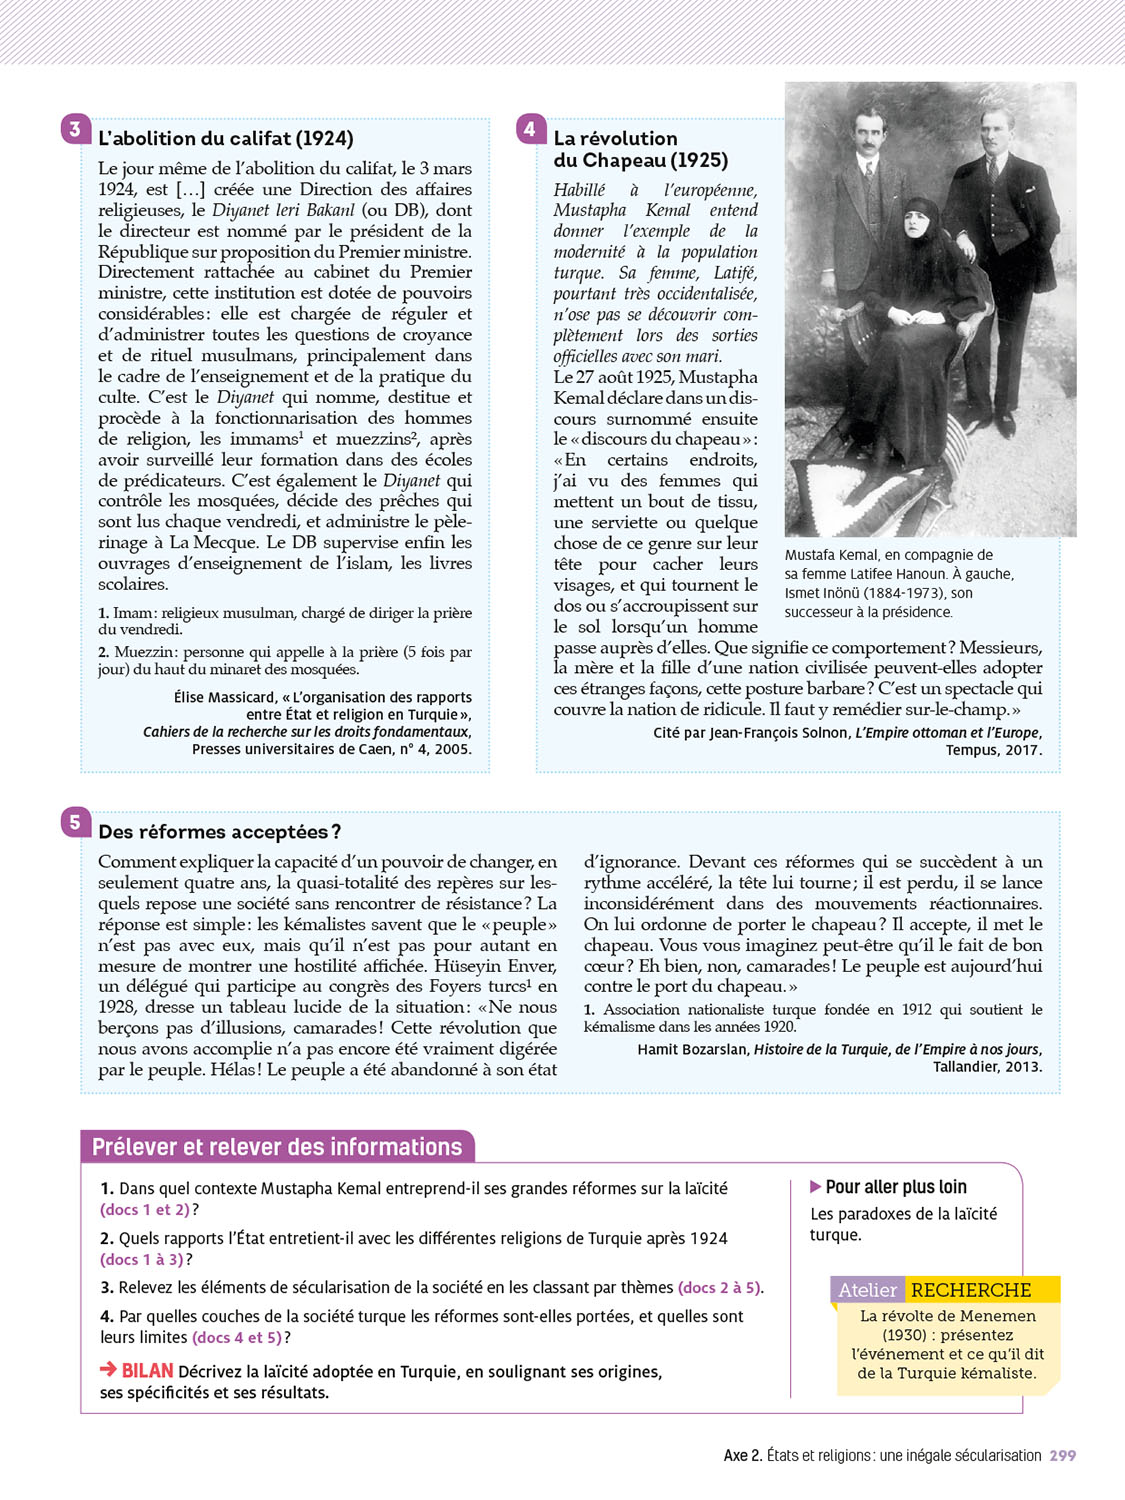 3
L'abolition du califat (1924)
Le jour même de l'abolition du califat, le 3 mars
1924, est […] créée une Direction des affaires
religieuses, le Diyanet leri Bakanl (ou DB), dont
le directeur est nommé par le président de la
République sur proposition du Premier ministre.
Directement rattachée au cabinet du Premier
ministre, cette institution est dotée de pouvoirs
considérables : elle est chargée de réguler et
d'administrer toutes les questions de croyance
et de rituel musulmans, principalement dans
le cadre de l'enseignement et de la pratique du
culte. C'est le Diyanet qui nomme, destitue et
procède à la fonctionnarisation des hommes
de religion, les immams¹ et muezzins², après
avoir surveillé leur formation dans des écoles
de prédicateurs. C'est également le Diyanet qui
contrôle les mosquées, décide des prêches qui
sont lus chaque vendredi, et administre le pèle-
rinage à La Mecque. Le DB supervise enfin les
ouvrages d'enseignement de l'islam, les livres
scolaires.
1. Imam : religieux musulman, chargé de diriger la prière
du vendredi.
2. Muezzin : personne qui appelle à la prière (5 fois par
jour) du haut du minaret des mosquées.
Élise Massicard, « L'organisation des rapports
entre État et religion en Turquie »,
Cahiers de la recherche sur les droits fondamentaux,
Presses universitaires de Caen, n° 4, 2005.
4
La révolution
du Chapeau (1925)
Habillé à l'européenne,
Mustapha Kemal entend
donner l'exemple de la
modernité à la population
turque. Sa femme, Latifé,
pourtant très occidentalisée,
n'ose pas se découvrir com-
plètement lors des sorties
officielles avec son mari.
Le 27 août 1925, Mustapha
Kemal déclare dans un dis-
cours surnommé ensuite
le « discours du chapeau » :
« En certains endroits,
j'ai vu des femmes qui
mettent un bout de tissu,
une serviette ou quelque
chose de ce genre sur leur
tête pour cacher leurs
visages, et qui tournent le
dos ou s'accroupissent sur
le sol lorsqu'un homme
passe auprès d'elles. Que signifie ce comportement ? Messieurs,
la mère et la fille d'une nation civilisée peuvent-elles adopter
ces étranges façons, cette posture barbare ? C'est un spectacle qui
couvre la nation de ridicule. Il faut y remédier sur-le-champ. »
Cité par Jean-François Solnon, L'Empire ottoman et l'Europe,
Tempus, 2017.
Mustafa Kemal, en compagnie de
sa femme Latifee Hanoun. À gauche,
Ismet Inönü (1884-1973), son
successeur à la présidence.
5
Des réformes acceptées ?
Comment expliquer la capacité d'un pouvoir de changer, en
seulement quatre ans, la quasi-totalité des repères sur les-
quels repose une société sans rencontrer de résistance ? La
réponse est simple : les kémalistes savent que le « peuple »
n'est pas avec eux, mais qu'il n'est pas pour autant en
mesure de montrer une hostilité affichée. Hüseyin Enver,
un délégué qui participe au congrès des Foyers turcs¹ en
1928, dresse un tableau lucide de la situation : « Ne nous
berçons pas d'illusions, camarades ! Cette révolution que
nous avons accomplie n'a pas encore été vraiment digérée
par le peuple. Hélas ! Le peuple a été abandonné à son état
d'ignorance. Devant ces réformes qui se succèdent à un
rythme accéléré, la tête lui tourne ; il est perdu, il se lance
inconsidérément dans des mouvements réactionnaires.
On lui ordonne de porter le chapeau ? Il accepte, il met le
chapeau. Vous vous imaginez peut-être qu'il le fait de bon
cœur ? Eh bien, non, camarades ! Le peuple est aujourd'hui
contre le port du chapeau. »
1. Association nationaliste turque fondée en 1912 qui soutient le
kémalisme dans les années 1920.
Hamit Bozarslan, Histoire de la Turquie, de l'Empire à nos jours,
Tallandier, 2013.
Prélever et relever des informations
1. Dans quel contexte Mustapha Kemal entreprend-il ses grandes réformes sur la laïcité
(docs 1 et 2) ?
2. Quels rapports l'État entretient-il avec les différentes religions de Turquie après 1924
(docs 1 à 3) ?
3. Relevez les éléments de sécularisation de la société en les classant par thèmes (docs 2 à 5).
4. Par quelles couches de la société turque les réformes sont-elles portées, et quelles sont
leurs limites (docs 4 et 5) ?
→ BILAN Décrivez la laïcité adoptée en Turquie, en soulignant ses origines,
ses spécificités et ses résultats.
▶ Pour aller plus loin
Les paradoxes de la laïcité
turque.
Atelier RECHERCHE
La révolte de Menemen
(1930) : présentez
l'événement et ce qu'il dit
de la Turquie kémaliste.
Axe 2. États et religions : une inégale sécularisation 299